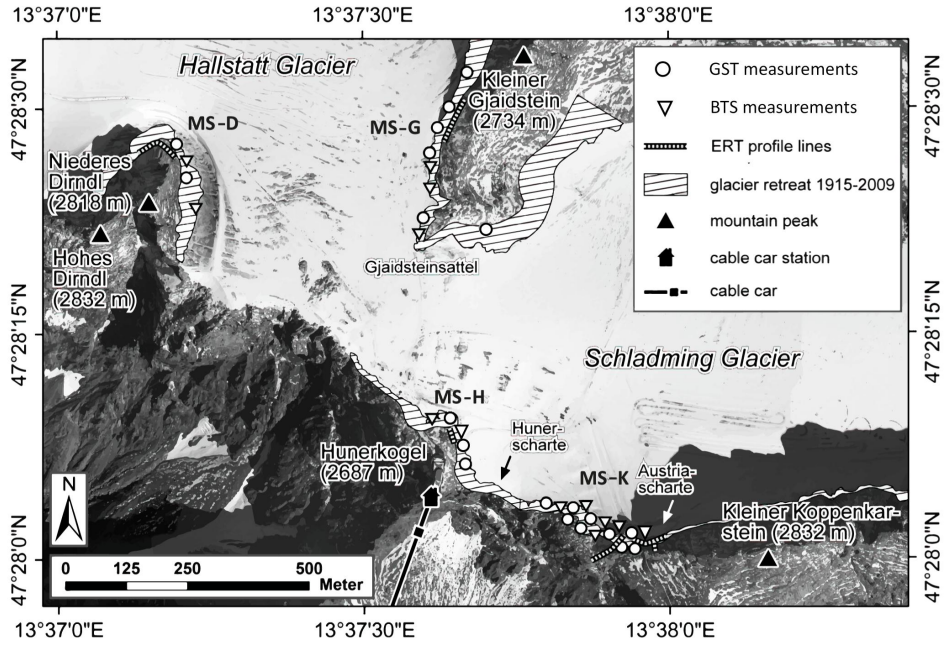 13°37'0"E
13°37'30"E
13°38'0"E
Hallstatt Glacier
MS-D
MS-G
Kleiner
Gjaidstein
(2734 m)
Niederes
Dirndl
(2818 m)
Hohes
Dirndl
(2832 m)
Gjaidsteinsattel
GST measurements
BTS measurements
ERT profile lines
glacier retreat 1915-2009
mountain peak
cable car station
cable car
47°28'30"N
47°28'30"N
47°28'15"N
47°28'15"N
Schladming Glacier
MS-H
Huner-
scharte
Hunerkogel
(2687 m)
MS-K
Austria-
scharte
Kleiner Koppenkar-
stein (2832 m)
N
0 125 250 500
Meter
47°28'0"N
47°28'0"N
13°37'0"E
13°37'30"E
13°38'0"E